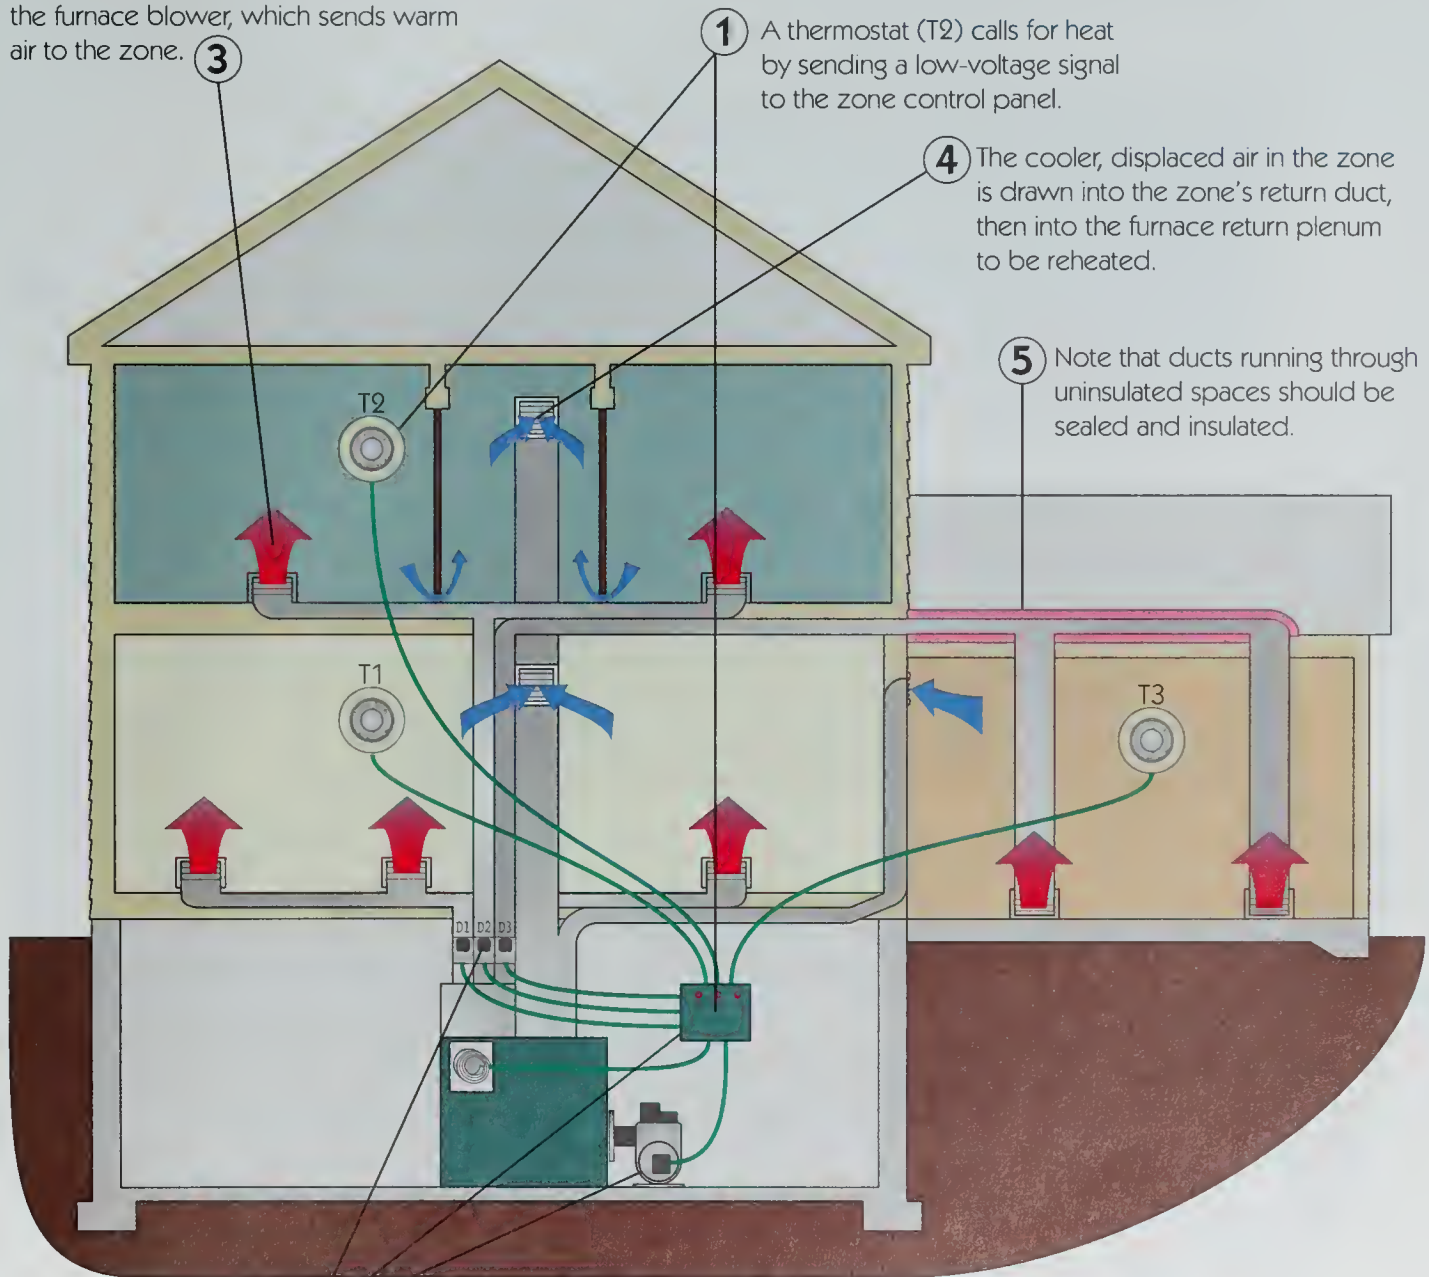 the furnace blower, which sends warm
air to the zone.
3
1
A thermostat (T2) calls for heat
by sending a low-voltage signal
to the zone control panel.
4
The cooler, displaced air in the zone
is drawn into the zone's return duct,
then into the furnace return plenum
to be reheated.
5
Note that ducts running through
uninsulated spaces should be
sealed and insulated.
T2
T1
T3
D1 D2 D3